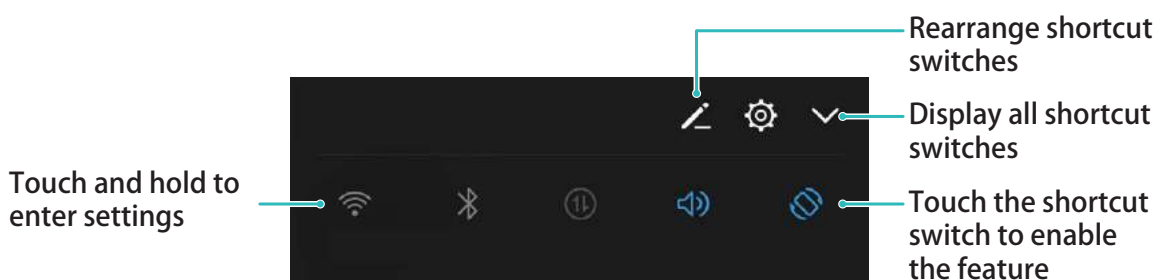 Rearrange shortcut
switches
Display all shortcut
switches
Touch and hold to
enter settings
Touch the shortcut
switch to enable
the feature